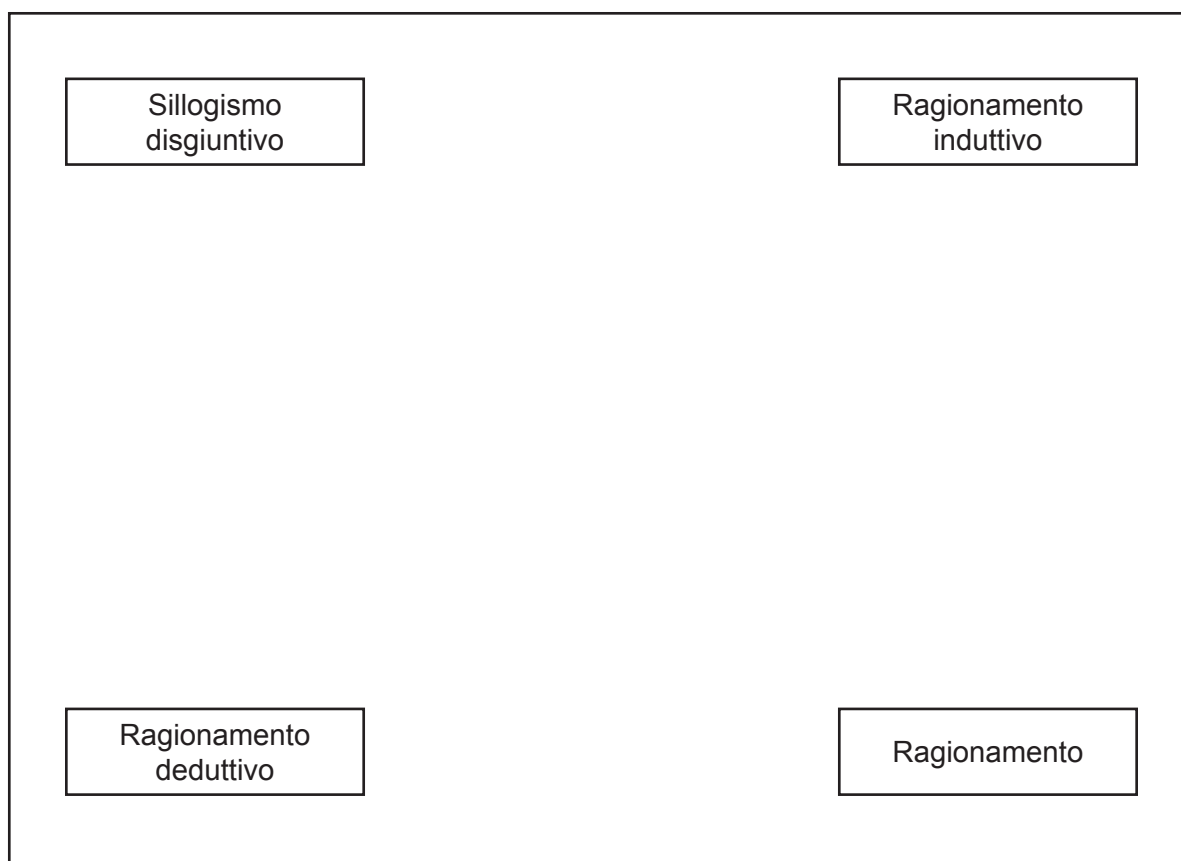 Sillogismo
disgiuntivo
Ragionamento
induttivo
Ragionamento
deduttivo
Ragionamento